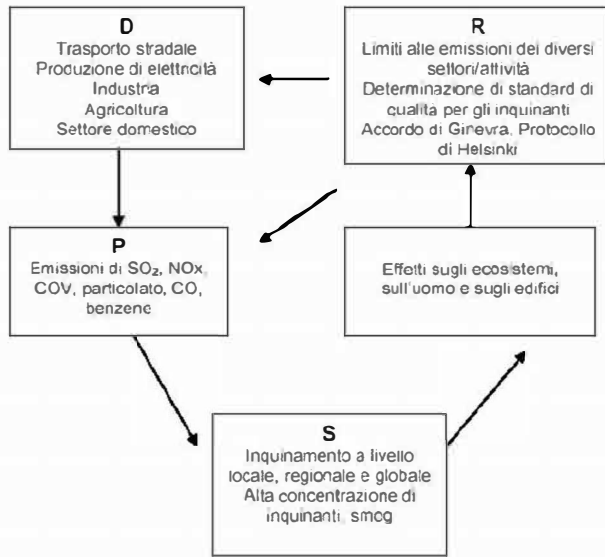 D
Trasporto stradale
Produzione di elettricità
Industria
Agricoltura
Settore domestico
R
Limiti alle emissioni dei diversi
settori/attività
Determinazione di standard di
qualità per gli inquinanti
Accordo di Ginevra, Protocollo
di Helsinki
P
Emissioni di SO₂, NOx,
COV, particolato, CO,
benzene
Effetti sugli ecosistemi,
sull'uomo e sugli edifici
S
Inquinamento a livello
locale, regionale e globale
Alta concentrazione di
inquinanti, smog